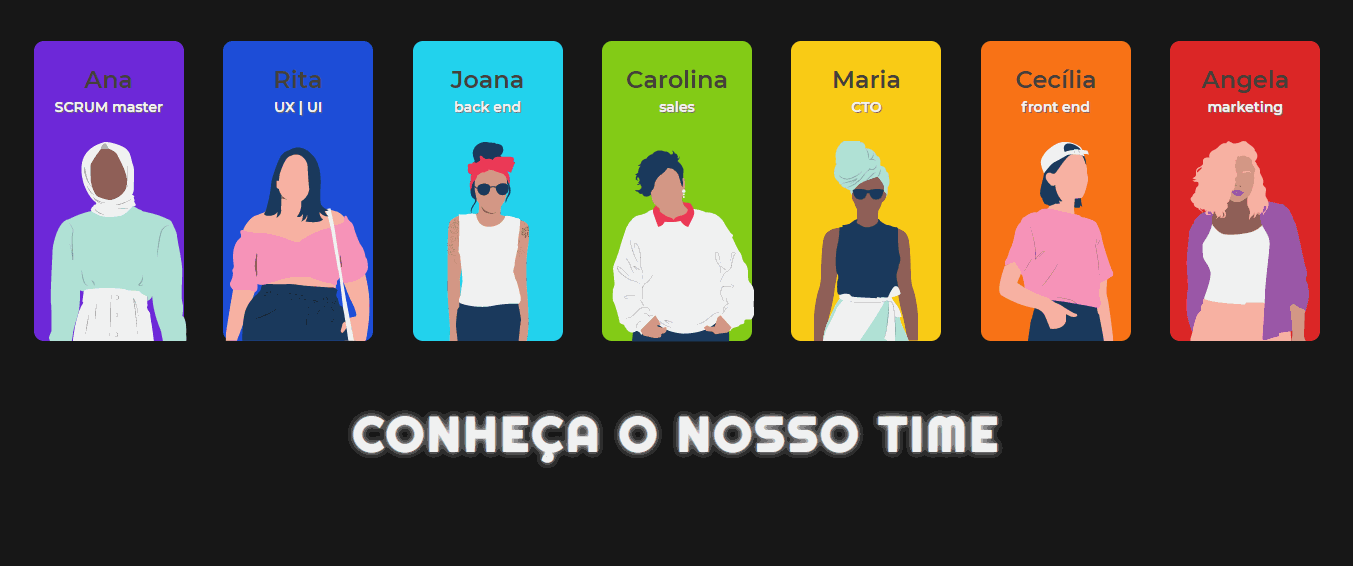 Ana
SCRUM master
Rita
UX | UI
Joana
back end
Carolina
sales
Maria
CTO
Cecília
front end
Angela
marketing
CONHEÇA O NOSSO TIME